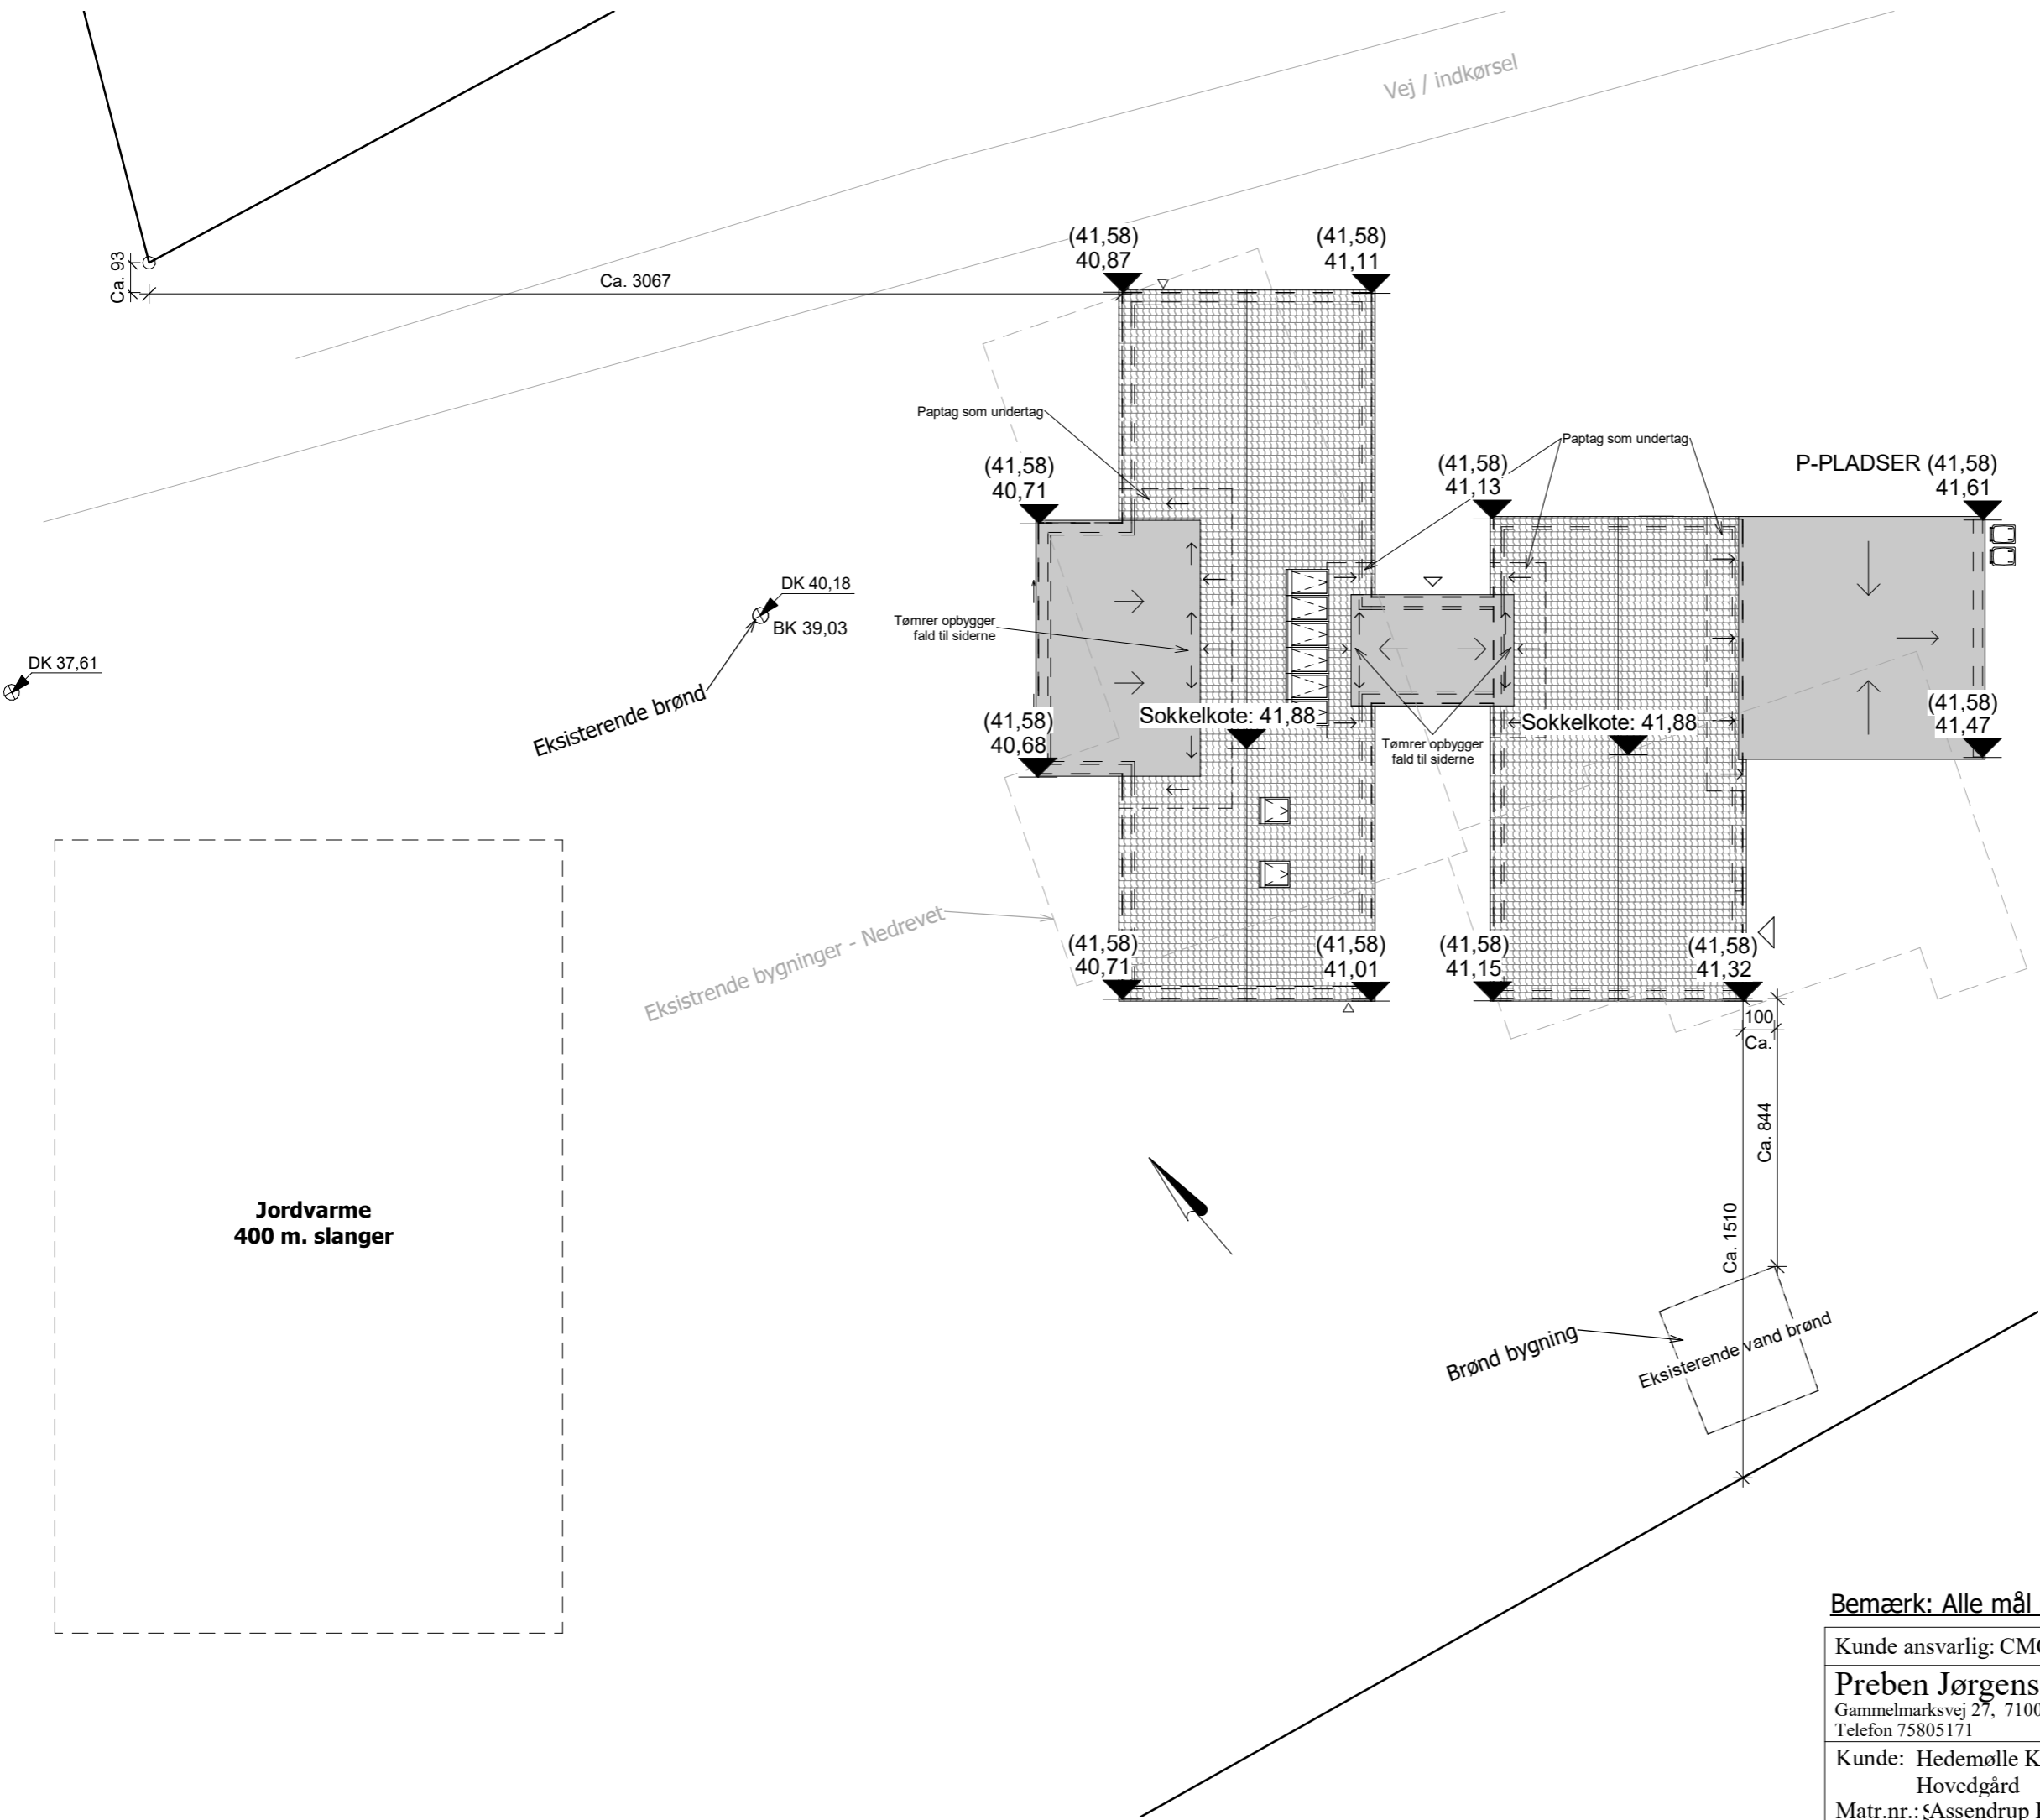 Vej / indkørsel
Ca. 93
Ca. 3067
(41,58)
40,87
(41,58)
41,11
Paptag som undertag
Paptag som undertag
(41,58)
40,71
(41,58)
41,13
P-PLADSER (41,58)
41,61
DK 40,18
BK 39,03
DK 37,61
Eksisterende brønd
Tømrer opbygger
fald til siderne
(41,58)
40,68
Sokkelkote: 41,88
Tømrer opbygger
fald til siderne
Sokkelkote: 41,88
(41,58)
41,47
Eksistrende bygninger - Nedrevet
(41,58)
40,71
(41,58)
41,01
(41,58)
41,15
(41,58)
41,32
100
Ca.
Ca. 844
Ca. 1510
Jordvarme
400 m. slanger
Brønd bygning
Eksisterende vand brønd
Bemærk: Alle mål
Kunde ansvarlig:
Preben
Gammelmarksvej 27, 7100
Telefon 75805171
Kunde: Hedemølle
Hovedgård
Matr.nr.: Assendrup